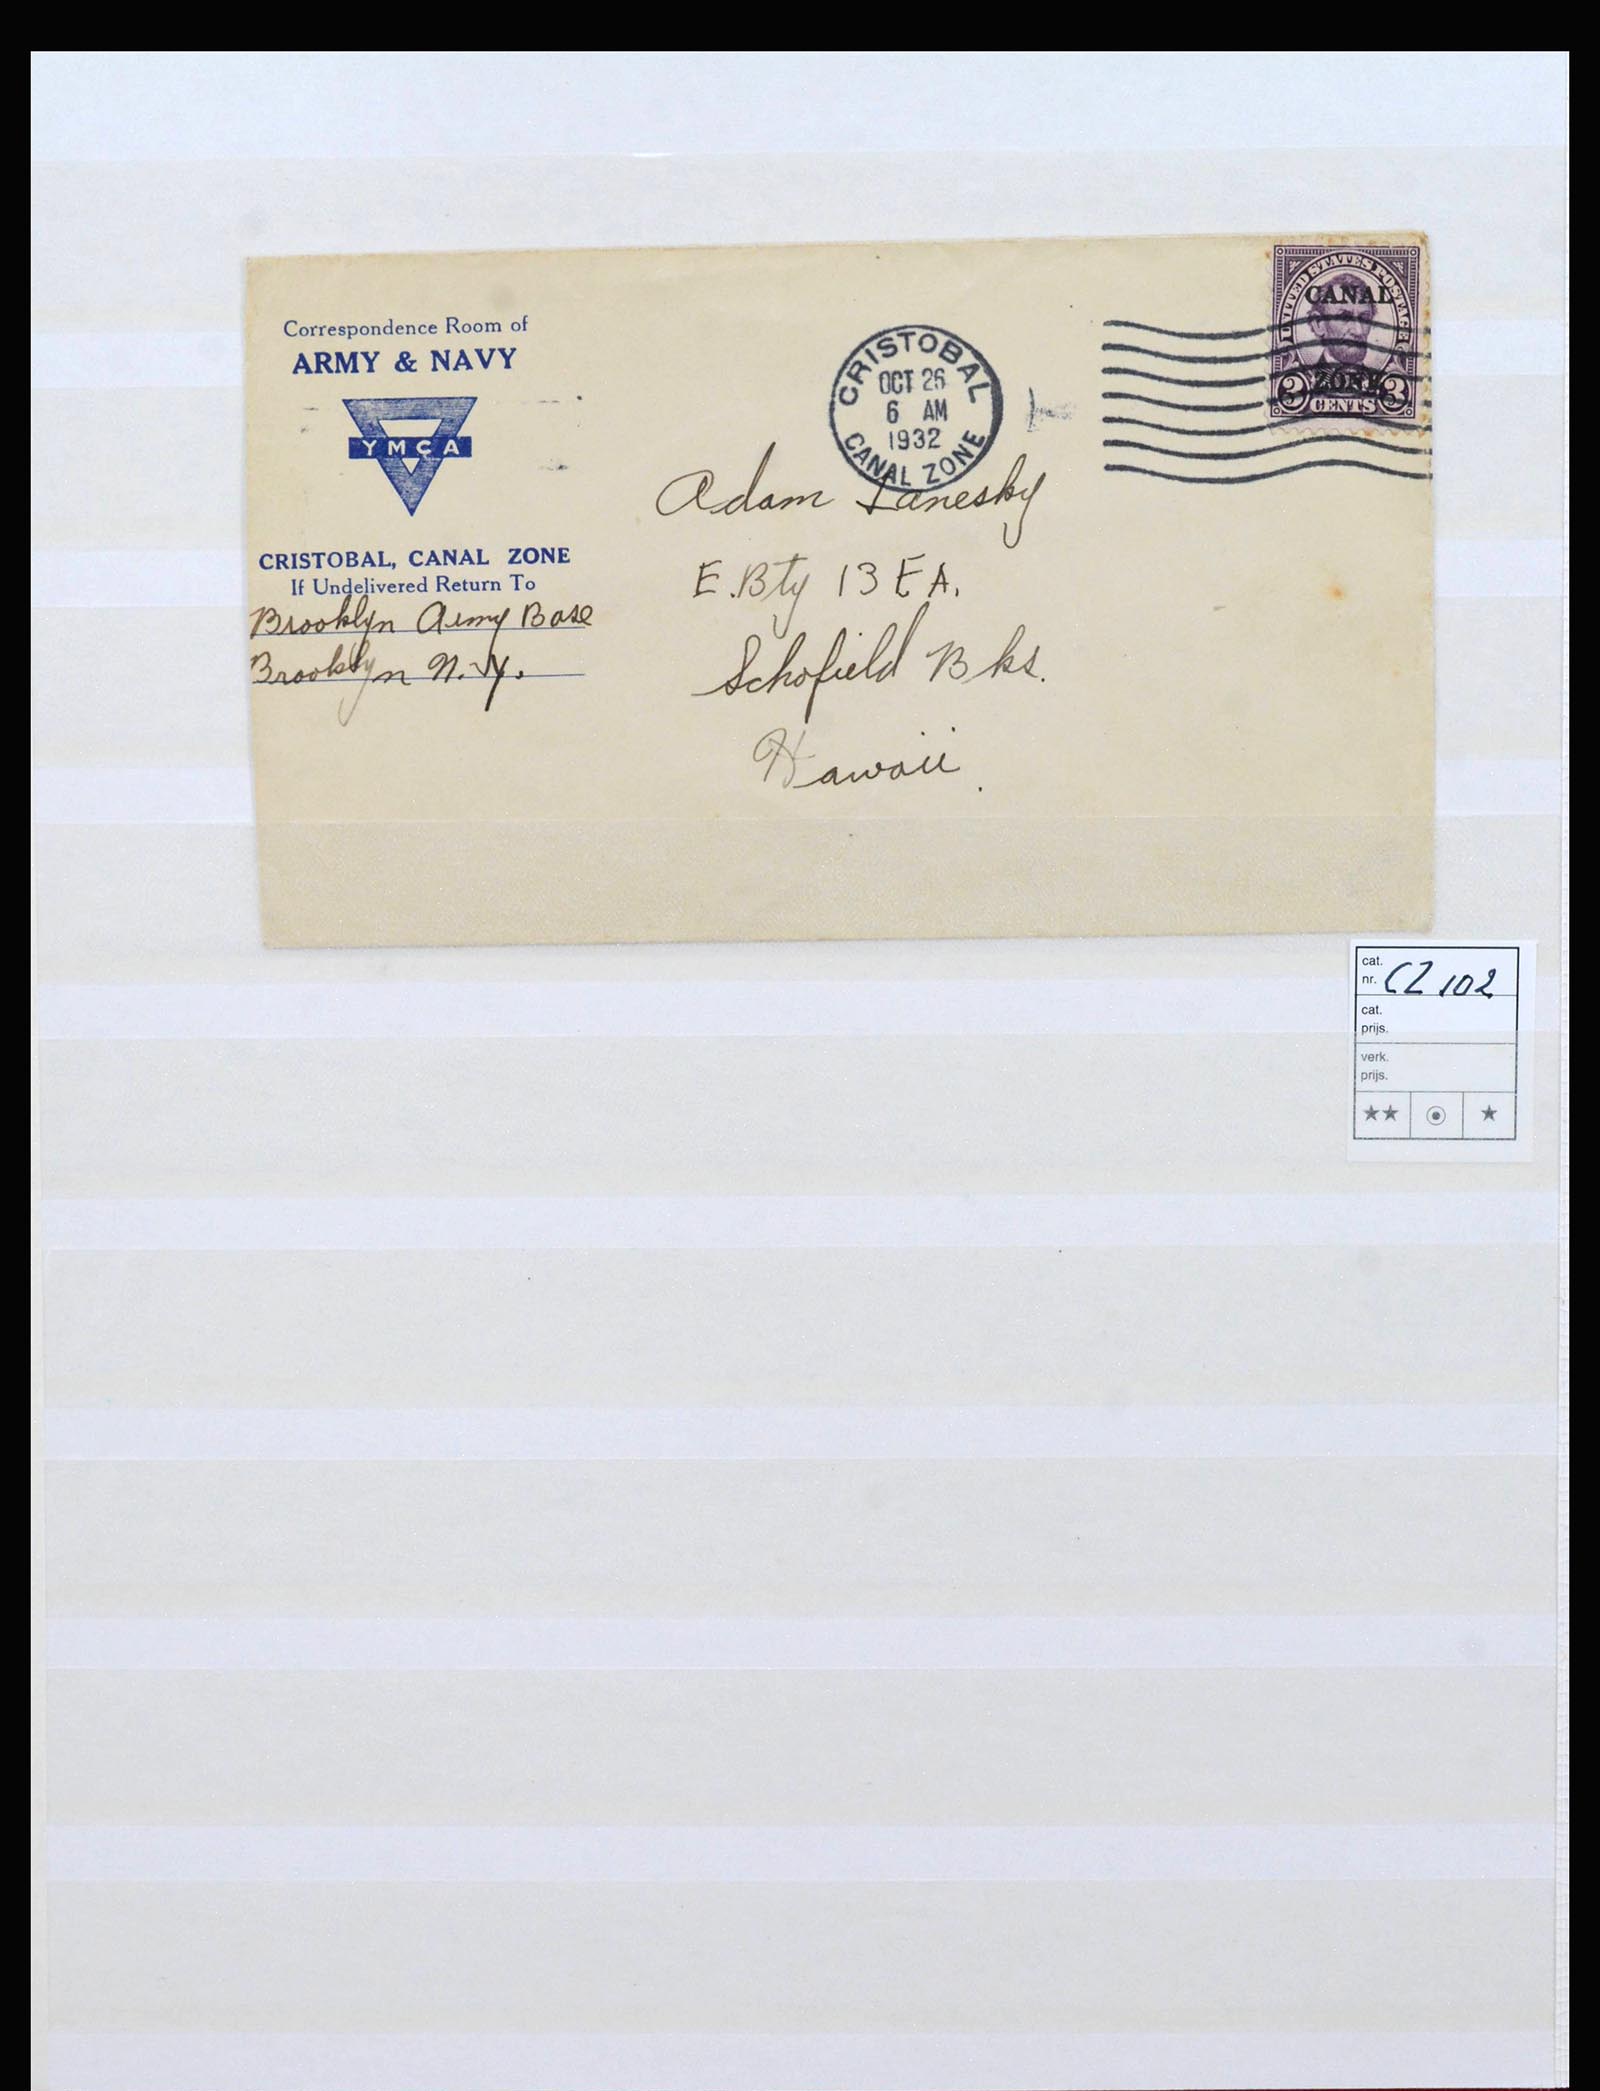 Correspondence Room of
ARMY & NAVY
YMCA
CRISTOBAL, CANAL ZONE
If Undelivered Return To
Brooklyn Army Base
Brooklyn N.Y.
CRISTOBAL
OCT 26
6 AM
1932
CANAL ZONE
UNITED STATES POSTAGE
CANAL
ZONE
3 3
CENTS
Adam Lanesky
E.Bty 13 F A.
Schofield Bks.
Hawaii.
cat.
nr. CZ 102
cat.
prijs.
verk.
prijs.